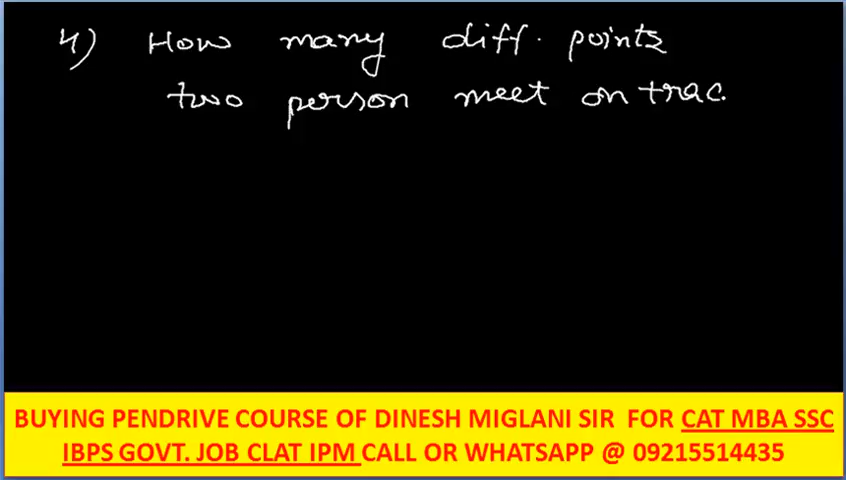 4) How many diff. points
two person meet on trac.
BUYING PENDRIVE COURSE OF DINESH MIGLANI SIR FOR CAT MBA SSC
IBPS GOVT. JOB CLAT IPM CALL OR WHATSAPP @ 09215514435